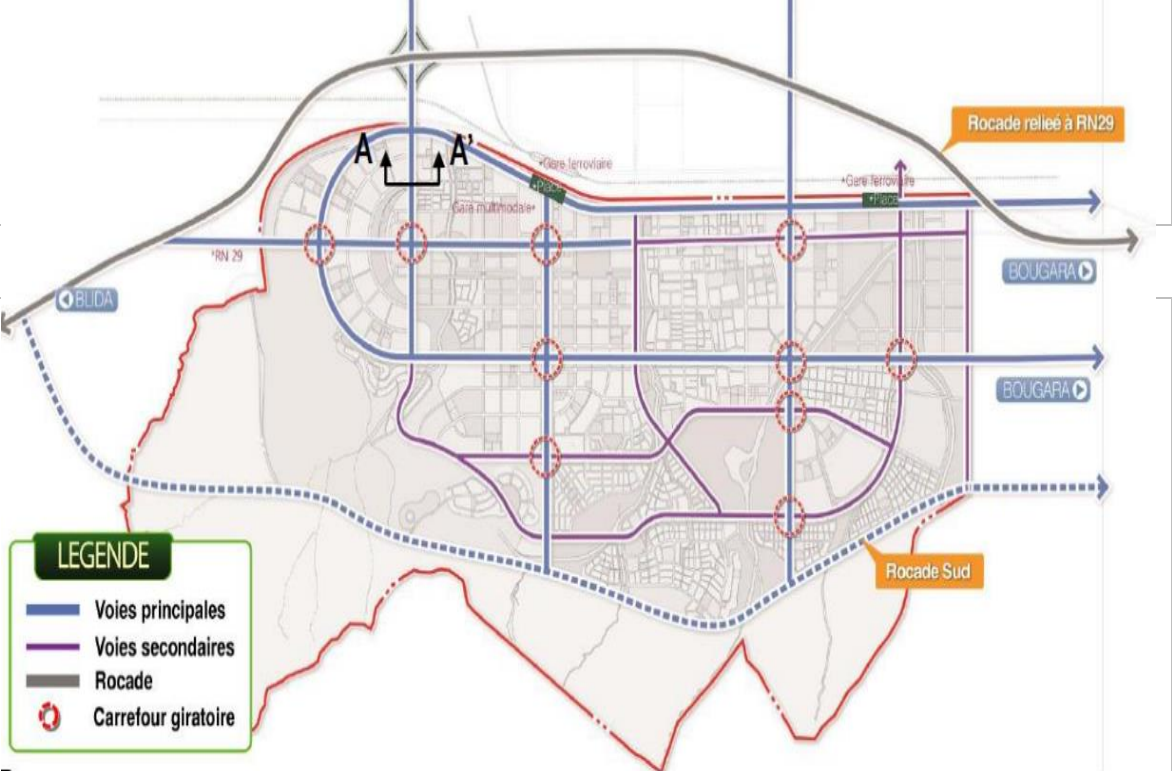 Rocade relieé à RN29
A
A'
*Gare ferroviaire
*Place
Gare multimodale*
*Gare ferroviaire
*Place
*RN 29
BLIDA
BOUGARA
BOUGARA
Rocade Sud
LEGENDE
Voies principales
Voies secondaires
Rocade
Carrefour giratoire